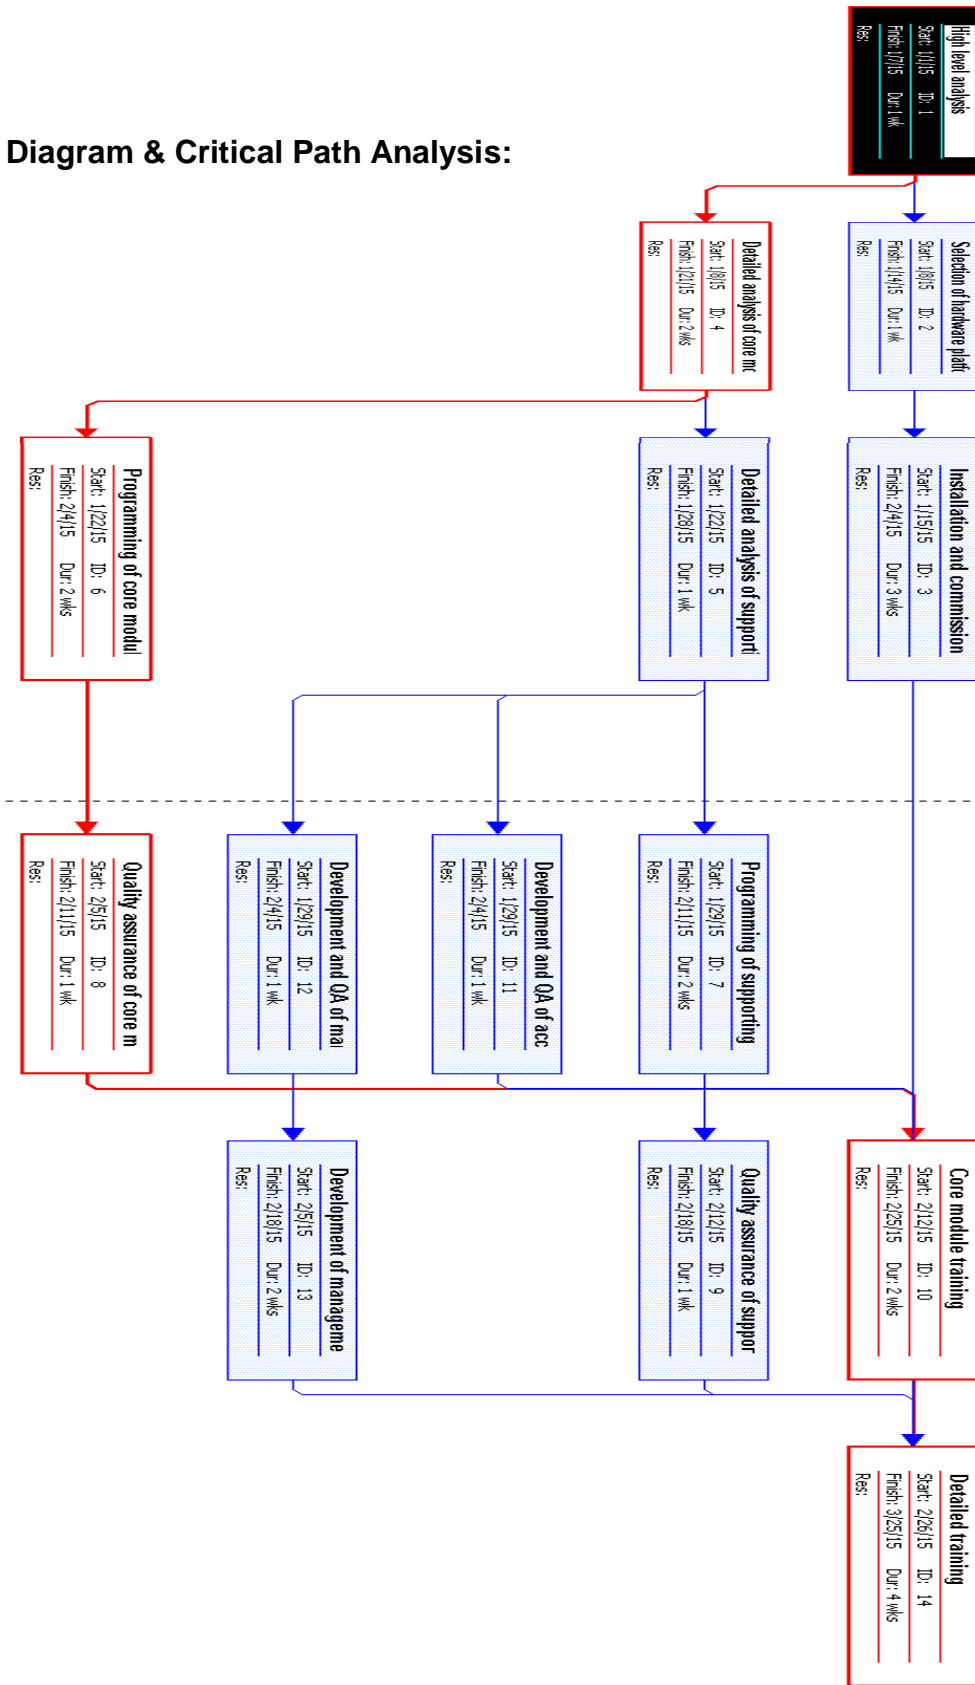 Diagram & Critical Path Analysis:
High level analysis
Start: 1/1/15 ID: 1
Finish: 1/7/15 Dur: 1 wk
Res:
Selection of hardware platfo
Start: 1/8/15 ID: 2
Finish: 1/14/15 Dur: 1 wk
Res:
Detailed analysis of core mo
Start: 1/8/15 ID: 4
Finish: 1/21/15 Dur: 2 wks
Res:
Installation and commission
Start: 1/15/15 ID: 3
Finish: 2/4/15 Dur: 3 wks
Res:
Detailed analysis of supporti
Start: 1/22/15 ID: 5
Finish: 1/28/15 Dur: 1 wk
Res:
Programming of core modul
Start: 1/22/15 ID: 6
Finish: 2/4/15 Dur: 2 wks
Res:
Programming of supporting
Start: 1/29/15 ID: 7
Finish: 2/11/15 Dur: 2 wks
Res:
Development and QA of acc
Start: 1/29/15 ID: 11
Finish: 2/4/15 Dur: 1 wk
Res:
Development and QA of mai
Start: 1/29/15 ID: 12
Finish: 2/4/15 Dur: 1 wk
Res:
Quality assurance of core m
Start: 2/5/15 ID: 8
Finish: 2/11/15 Dur: 1 wk
Res:
Core module training
Start: 2/12/15 ID: 10
Finish: 2/25/15 Dur: 2 wks
Res:
Quality assurance of suppor
Start: 2/12/15 ID: 9
Finish: 2/18/15 Dur: 1 wk
Res:
Development of manageme
Start: 2/5/15 ID: 13
Finish: 2/18/15 Dur: 2 wks
Res:
Detailed training
Start: 2/26/15 ID: 14
Finish: 3/25/15 Dur: 4 wks
Res: